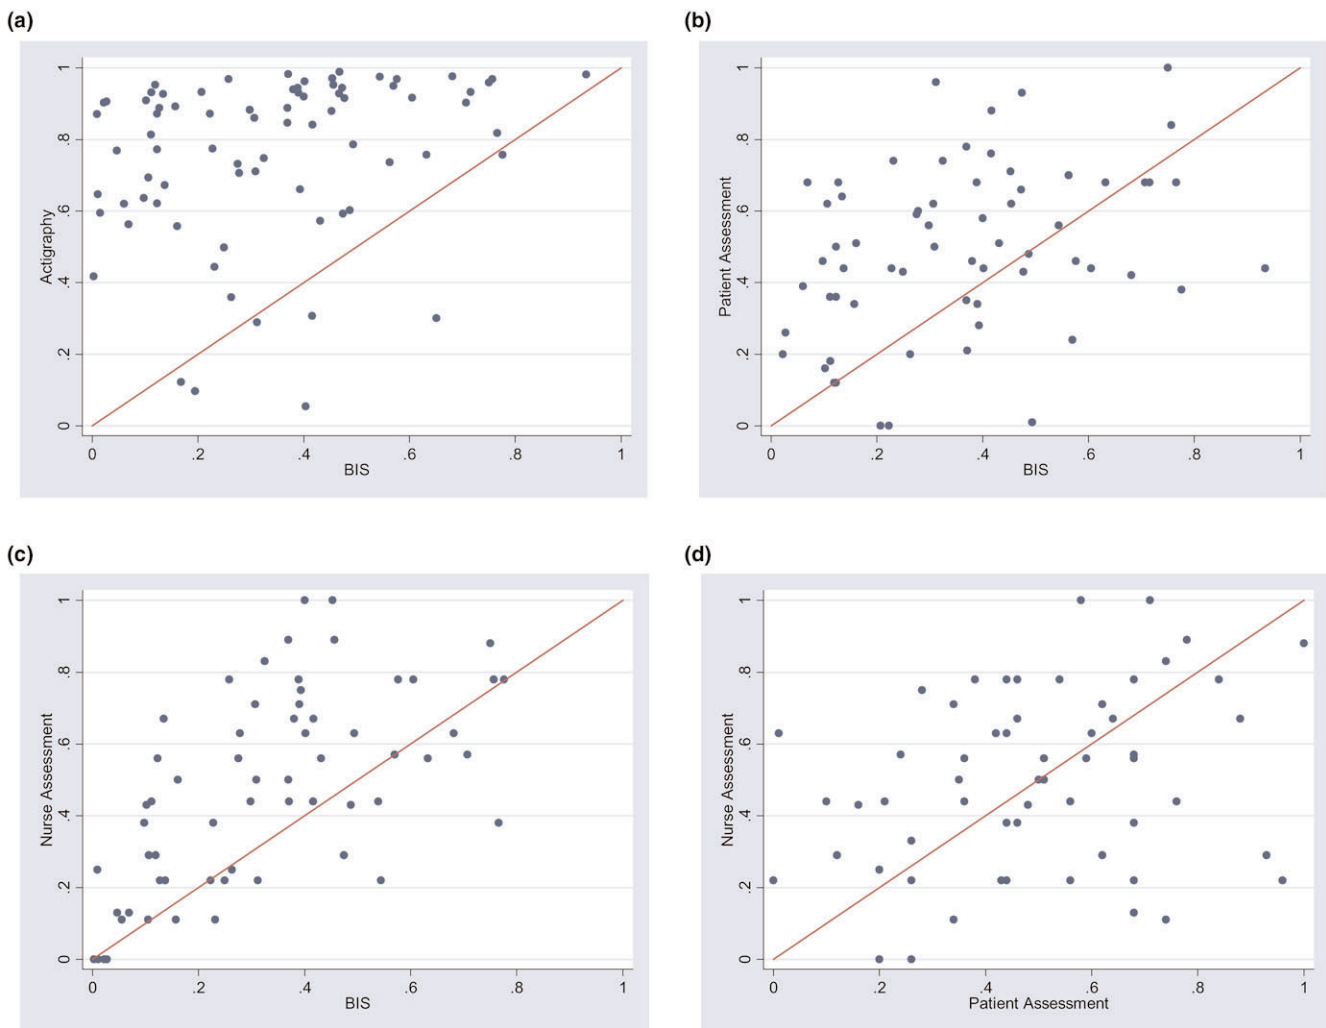 (a)
1
.8
.6
.4
.2
0
Actigraphy
0 .2 .4 .6 .8 1
BIS
(b)
1
.8
.6
.4
.2
0
Patient Assessment
0 .2 .4 .6 .8 1
BIS
(c)
1
.8
.6
.4
.2
0
Nurse Assessment
0 .2 .4 .6 .8 1
BIS
(d)
1
.8
.6
.4
.2
0
Nurse Assessment
0 .2 .4 .6 .8 1
Patient Assessment